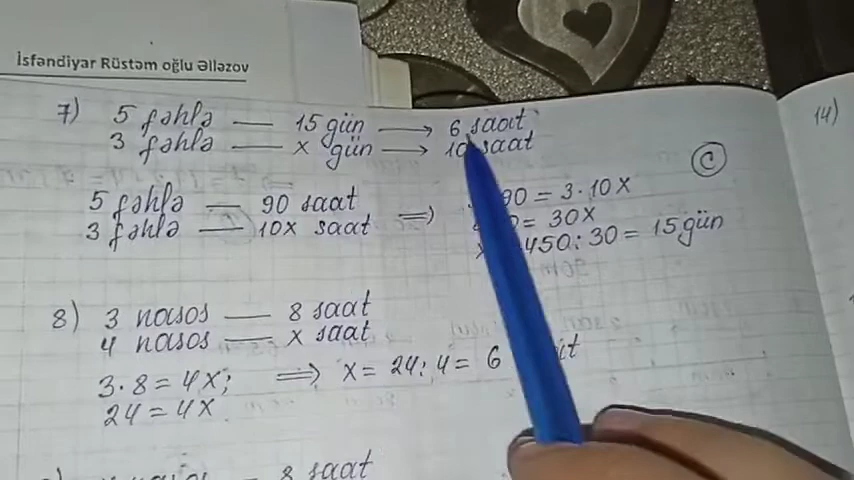 İsfəndiyar Rüstəm oğlu Əlləzov
7) 5 fəhlə — 15 gün → 6 saat
3 fəhlə — x gün → 10 saat
C
14)
5 fəhlə — 90 saat
3 fəhlə — 10x saat ⇒
90 = 3·10x
= 30x
450:30 = 15 gün
8) 3 nasos — 8 saat
4 nasos — x saat
3·8 = 4x; ⇒ x = 24:4 = 6
24 = 4x
— 8 saat